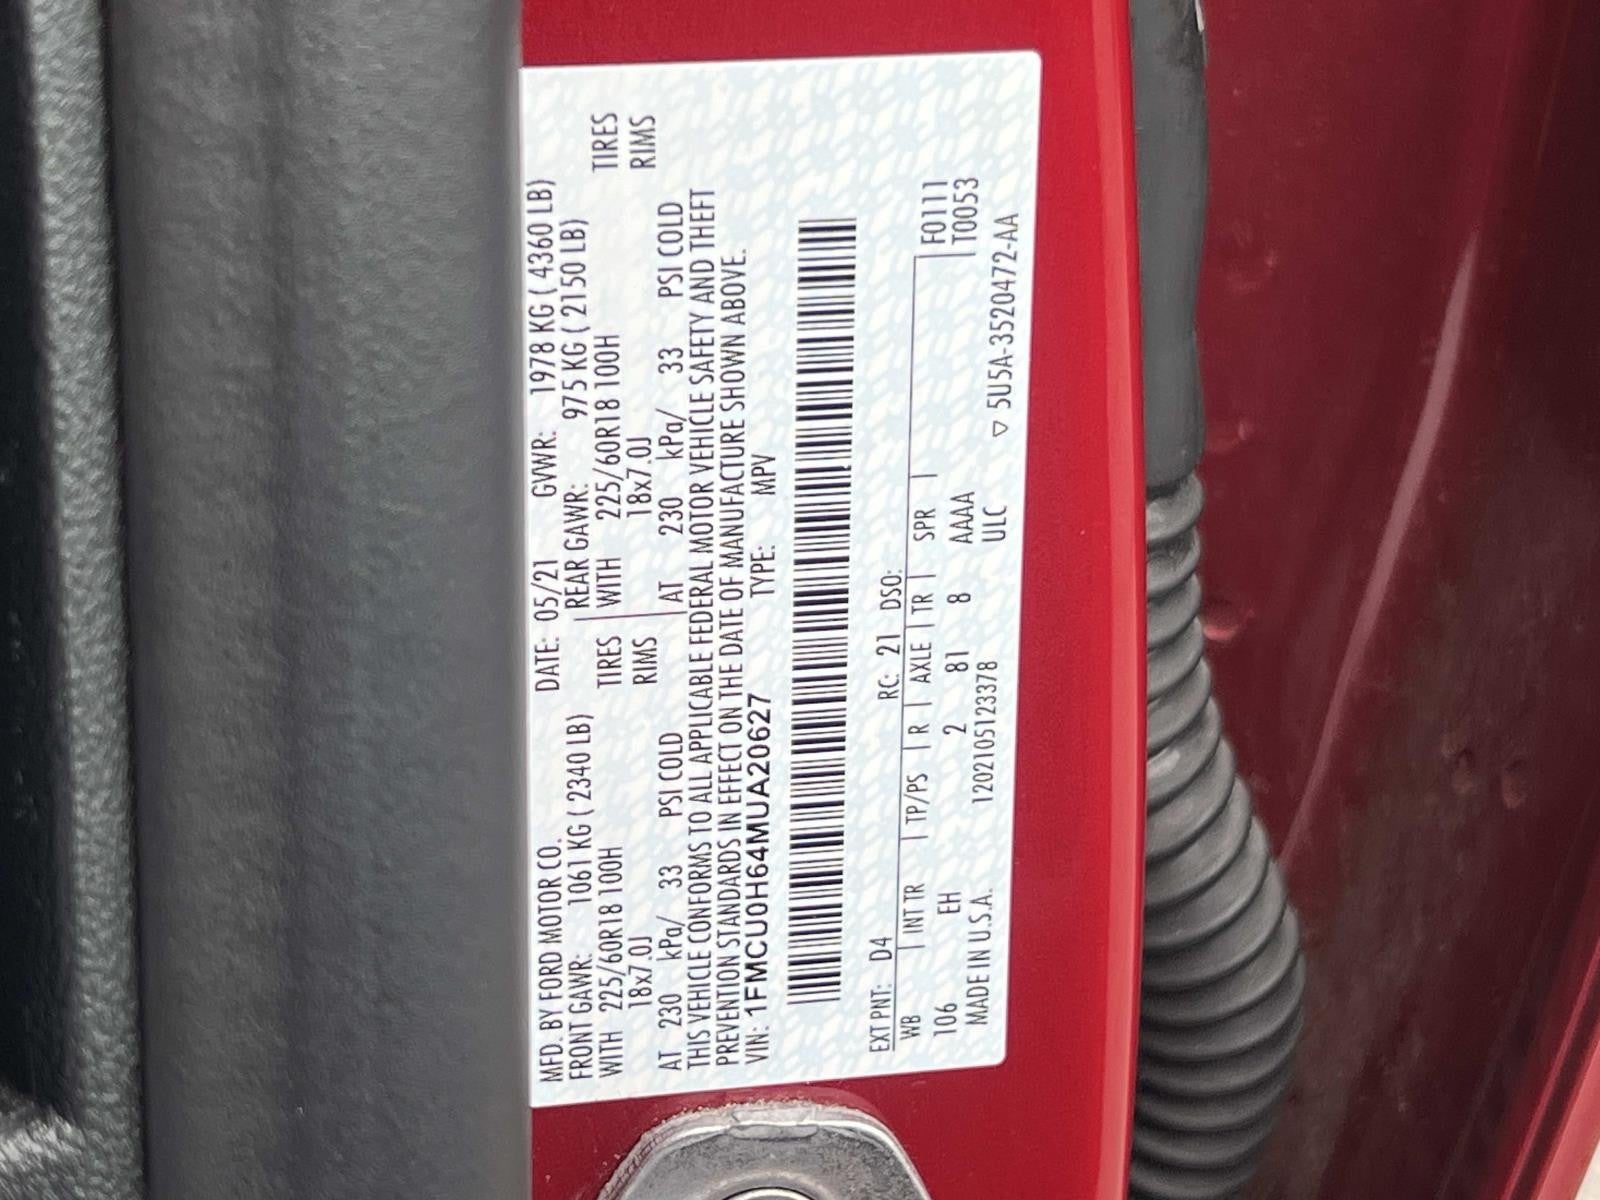 MFD. BY FORD MOTOR CO. DATE: 05/21 GVWR: 1978 KG ( 4360 LB)
FRONT GAWR: 1061 KG ( 2340 LB) REAR GAWR: 975 KG ( 2150 LB)
WITH 225/60R18 100H TIRES WITH 225/60R18 100H TIRES
18x7.0J RIMS 18x7.0J RIMS
AT 230 kPa/ 33 PSI COLD AT 230 kPa/ 33 PSI COLD
THIS VEHICLE CONFORMS TO ALL APPLICABLE FEDERAL MOTOR VEHICLE SAFETY AND THEFT
PREVENTION STANDARDS IN EFFECT ON THE DATE OF MANUFACTURE SHOWN ABOVE.
VIN: 1FMCU0H64MUA20627 TYPE: MPV
EXT PNT: D4 RC: 21 DSO:
WB INT TR TP/PS R AXLE TR SPR F0111
106 EH 2 81 8 AAAA T0053
MADE IN U.S.A. 1202105123378 ULC ▽ 5U5A-3520472-AA